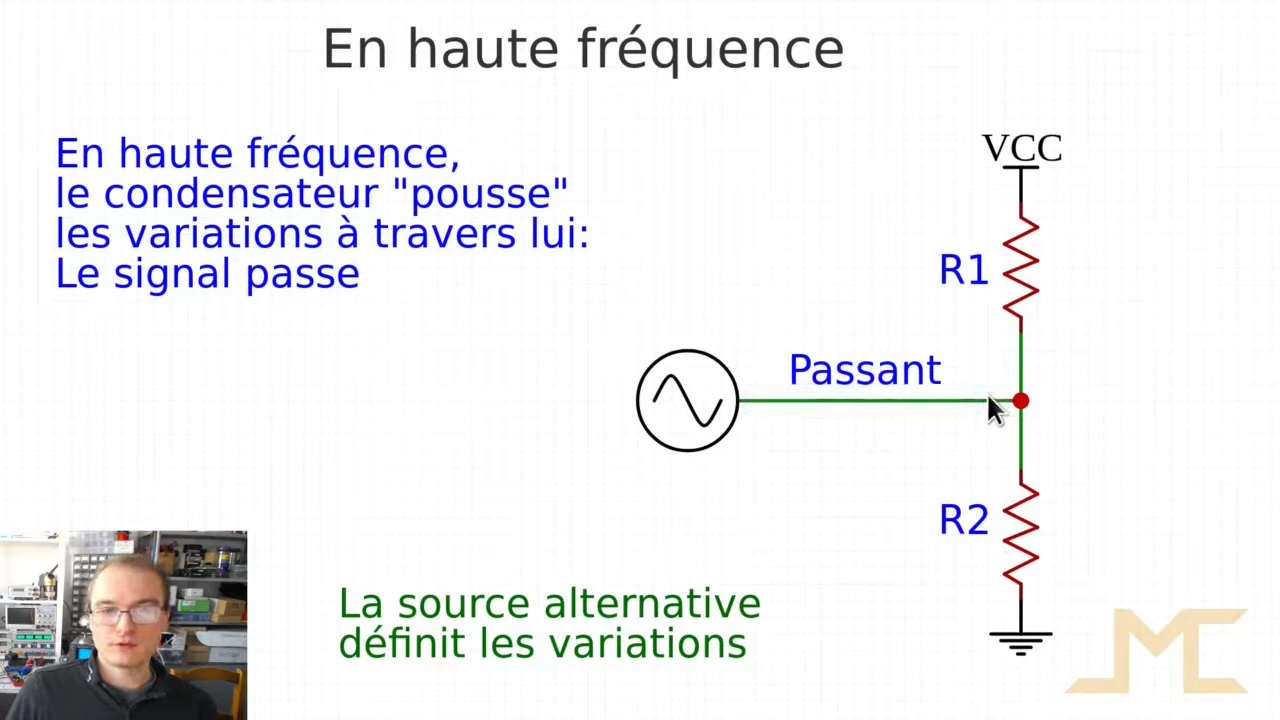 En haute fréquence
En haute fréquence,
le condensateur "pousse"
les variations à travers lui:
Le signal passe
VCC
R1
Passant
R2
La source alternative
définit les variations
MC